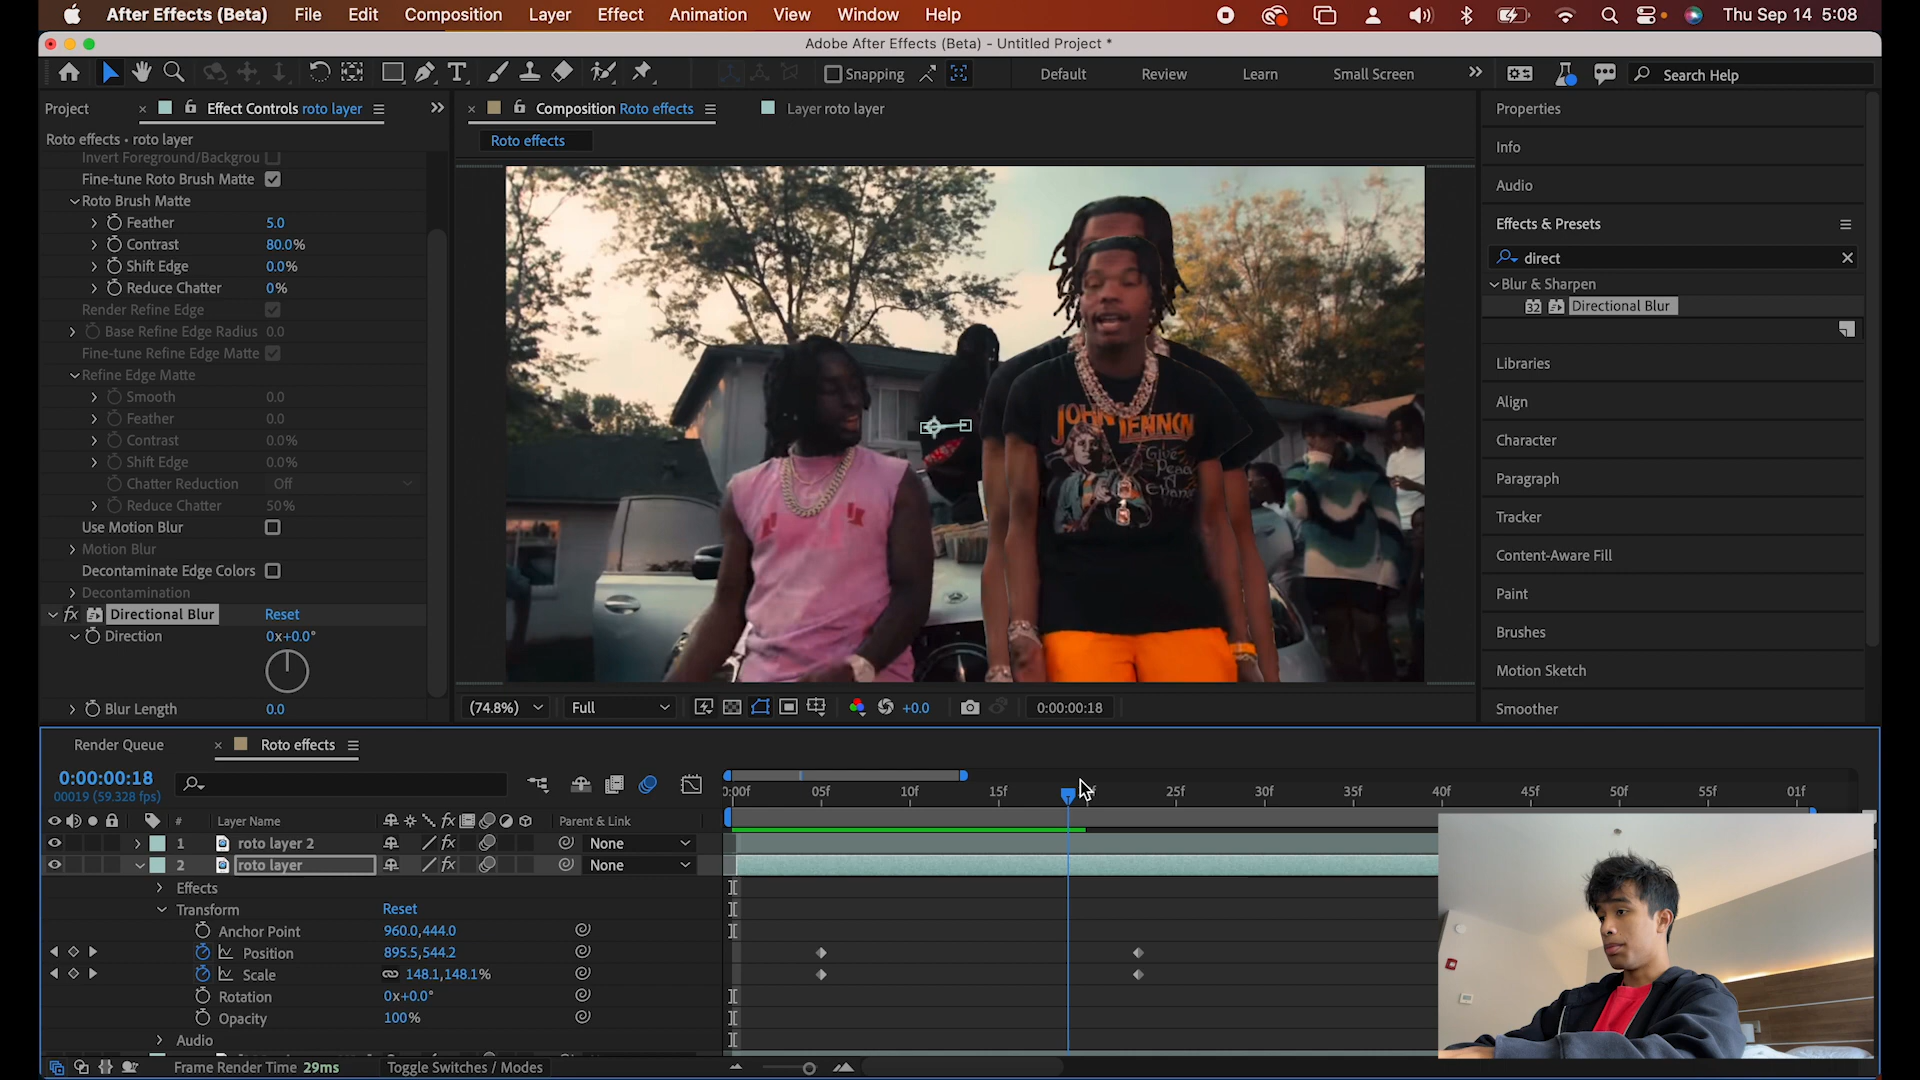 After Effects (Beta) File Edit Composition Layer Effect Animation View Window Help Thu Sep 14 5:08
Adobe After Effects (Beta) - Untitled Project *
Snapping Default Review Learn Small Screen Search Help
Project Effect Controls roto layer Composition Roto effects Layer roto layer
Roto effects • roto layer
Roto effects
Invert Foreground/Backgrou
Fine-tune Roto Brush Matte
Roto Brush Matte
Feather 5.0
Contrast 80.0%
Shift Edge 0.0%
Reduce Chatter 0%
Render Refine Edge
Base Refine Edge Radius 0.0
Fine-tune Refine Edge Matte
Refine Edge Matte
Smooth 0.0
Feather 0.0
Contrast 0.0%
Shift Edge 0.0%
Chatter Reduction Off
Reduce Chatter 50%
Use Motion Blur
Motion Blur
Decontaminate Edge Colors
Decontamination
fx Directional Blur Reset
Direction 0x+0.0°
Blur Length 0.0
JOHN LENNON
Give
Peace
(74.8%) Full +0.0 0:00:00:18
Properties
Info
Audio
Effects & Presets
direct
Blur & Sharpen
32 Directional Blur
Libraries
Align
Character
Paragraph
Tracker
Content-Aware Fill
Paint
Brushes
Motion Sketch
Smoother
Render Queue Roto effects
0:00:00:18
00019 (59.328 fps)
0:00f 05f 10f 15f 25f 30f 35f 40f 45f 50f 55f 01f
# Layer Name fx Parent & Link
1 roto layer 2 fx None
2 roto layer fx None
Effects
Transform Reset
Anchor Point 960.0,444.0
Position 895.5,544.2
Scale 148.1,148.1%
Rotation 0x+0.0°
Opacity 100%
Audio
Frame Render Time 29ms Toggle Switches / Modes